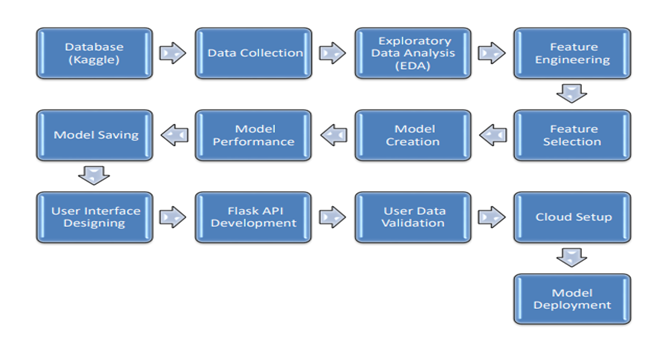 Database
(Kaggle)
Data Collection
Exploratory
Data Analysis
(EDA)
Feature
Engineering
Feature
Selection
Model
Creation
Model
Performance
Model Saving
User Interface
Designing
Flask API
Development
User Data
Validation
Cloud Setup
Model
Deployment